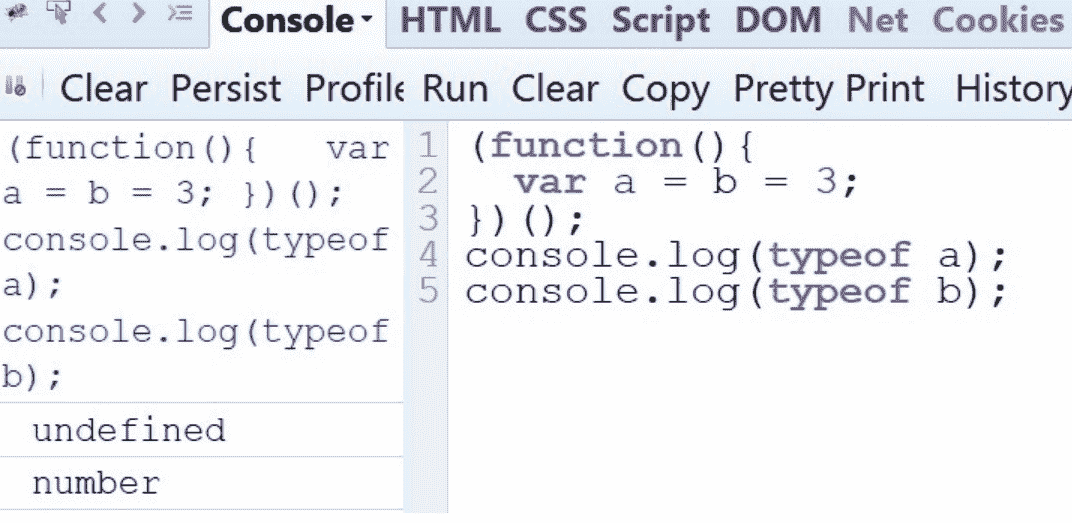 Console HTML CSS Script DOM Net Cookies
Clear Persist Profile Run Clear Copy Pretty Print History
(function(){   var
a = b = 3; })();
console.log(typeof
a);
console.log(typeof
b);
undefined
number
1 (function(){
2   var a = b = 3;
3 })();
4 console.log(typeof a);
5 console.log(typeof b);